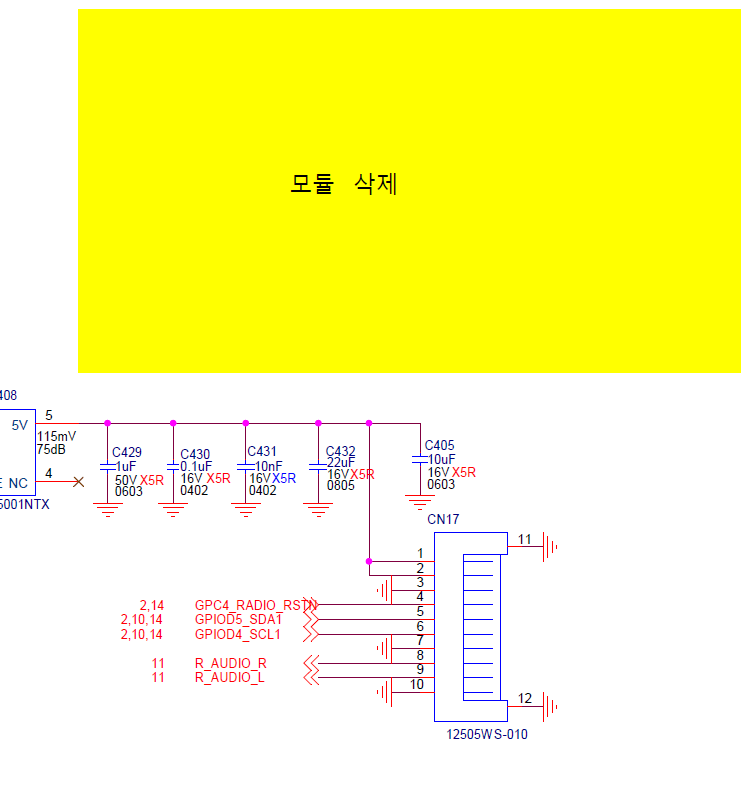 모듈 삭제
408
5V
5
115mV
75dB
E NC
4
5001NTX
C429
1uF
50V X5R
0603
C430
0.1uF
16V X5R
0402
C431
10nF
16V X5R
0402
C432
22uF
16V X5R
0805
C405
10uF
16V X5R
0603
CN17
11
1
2
3
4
5
6
7
8
9
10
12
2,14 GPC4_RADIO_RSTN
2,10,14 GPIOD5_SDA1
2,10,14 GPIOD4_SCL1
11 R_AUDIO_R
11 R_AUDIO_L
12505WS-010